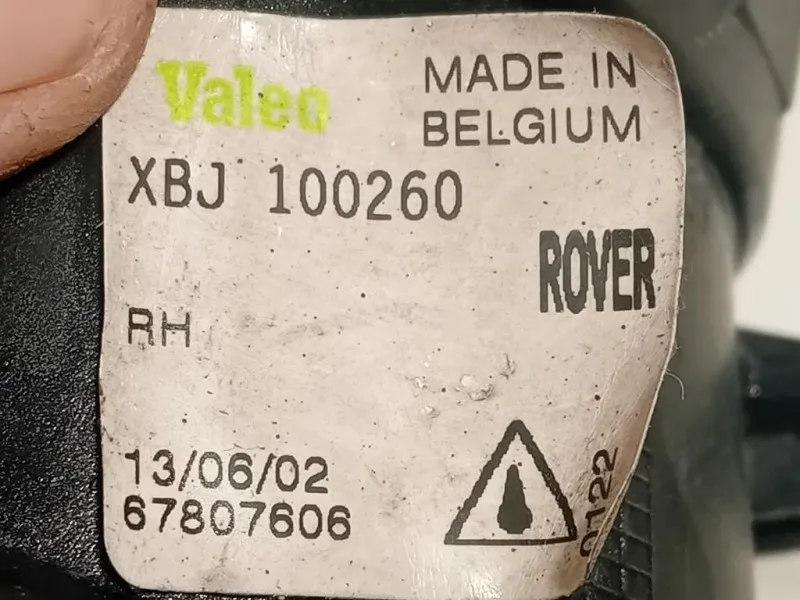 Valeo
MADE IN
BELGIUM
XBJ 100260
ROVER
RH
13/06/02
67807606
0122